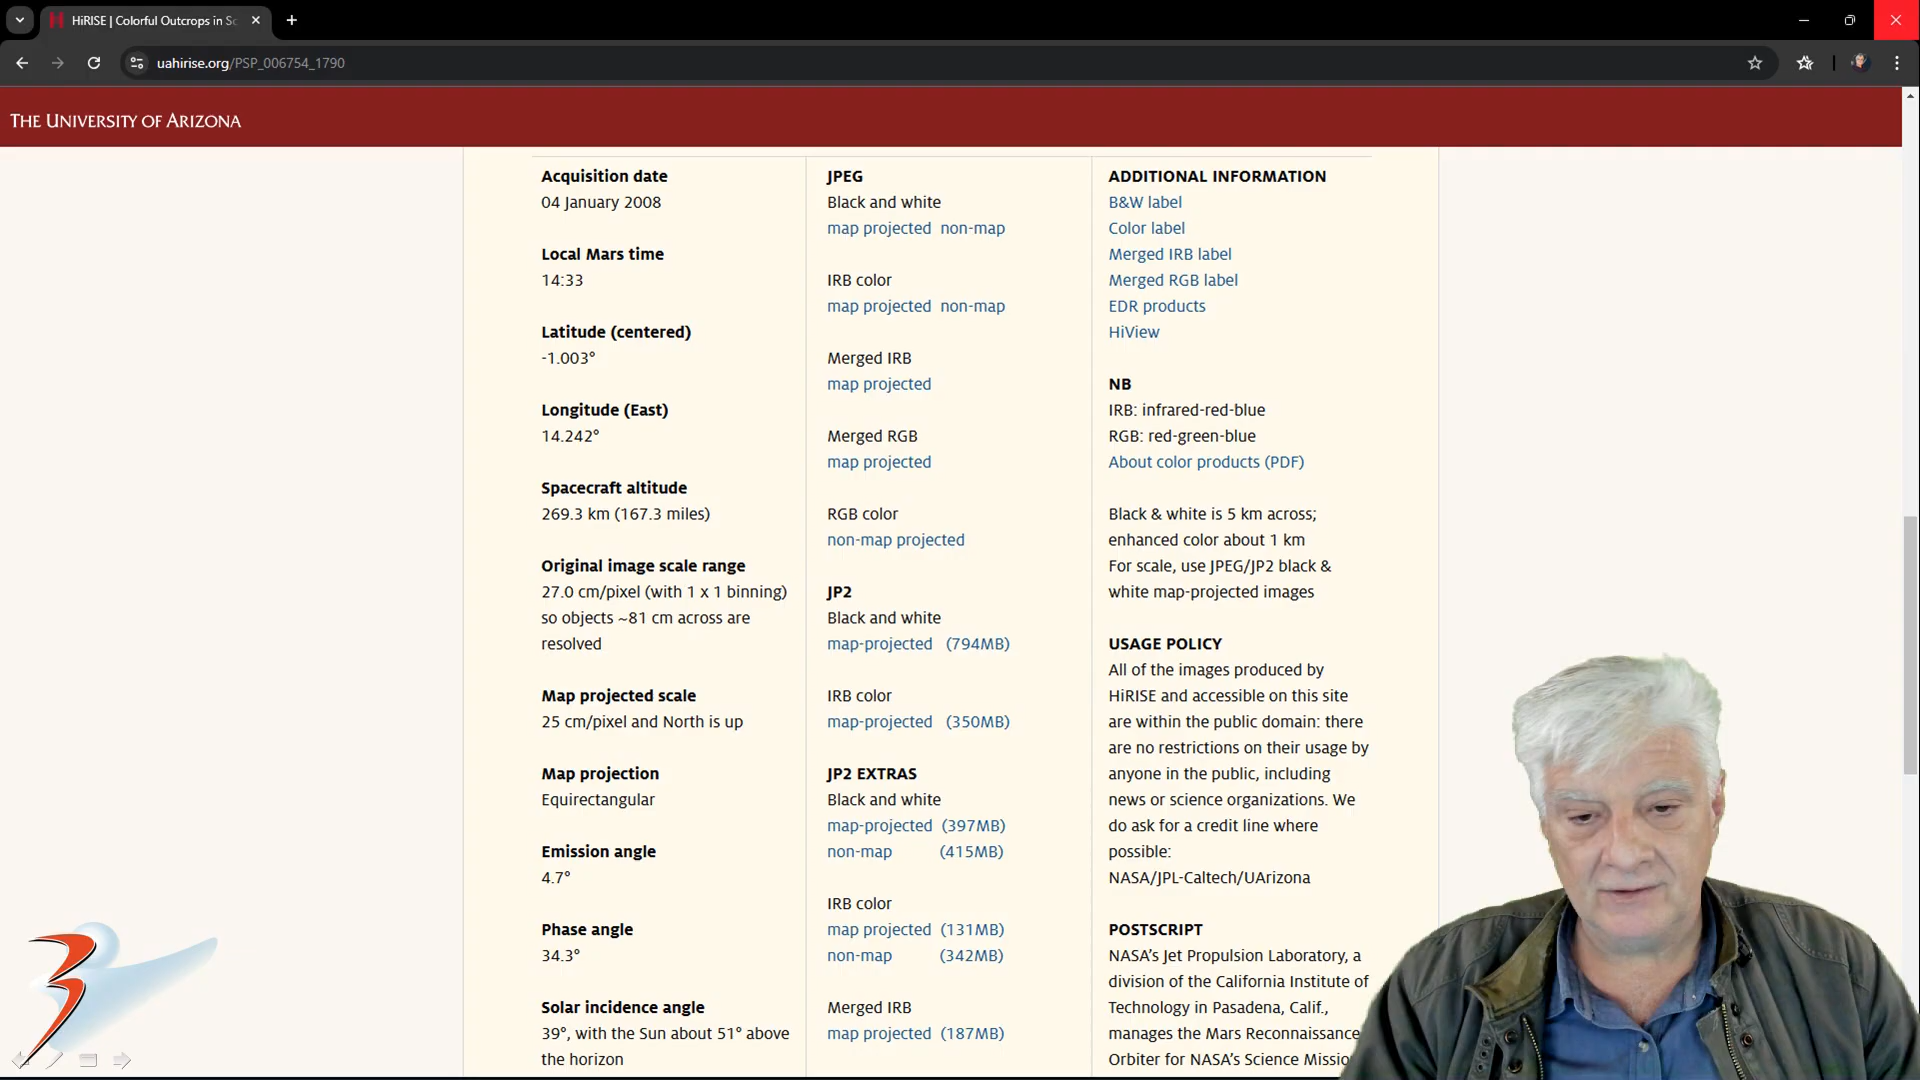 HiRISE | Colorful Outcrops in Sc
uahirise.org/PSP_006754_1790
THE UNIVERSITY OF ARIZONA
Acquisition date
04 January 2008
Local Mars time
14:33
Latitude (centered)
-1.003°
Longitude (East)
14.242°
Spacecraft altitude
269.3 km (167.3 miles)
Original image scale range
27.0 cm/pixel (with 1 x 1 binning)
so objects ~81 cm across are
resolved
Map projected scale
25 cm/pixel and North is up
Map projection
Equirectangular
Emission angle
4.7°
Phase angle
34.3°
Solar incidence angle
39°, with the Sun about 51° above
the horizon
JPEG
Black and white
map projected non-map
IRB color
map projected non-map
Merged IRB
map projected
Merged RGB
map projected
RGB color
non-map projected
JP2
Black and white
map-projected (794MB)
IRB color
map-projected (350MB)
JP2 EXTRAS
Black and white
map-projected (397MB)
non-map (415MB)
IRB color
map projected (131MB)
non-map (342MB)
Merged IRB
map projected (187MB)
ADDITIONAL INFORMATION
B&W label
Color label
Merged IRB label
Merged RGB label
EDR products
HiView
NB
IRB: infrared-red-blue
RGB: red-green-blue
About color products (PDF)
Black & white is 5 km across;
enhanced color about 1 km
For scale, use JPEG/JP2 black &
white map-projected images
USAGE POLICY
All of the images produced by
HiRISE and accessible on this site
are within the public domain: there
are no restrictions on their usage by
anyone in the public, including
news or science organizations. We
do ask for a credit line where
possible:
NASA/JPL-Caltech/UArizona
POSTSCRIPT
NASA's Jet Propulsion Laboratory, a
division of the California Institute of
Technology in Pasadena, Calif.,
manages the Mars Reconnaissance
Orbiter for NASA's Science Missio
3